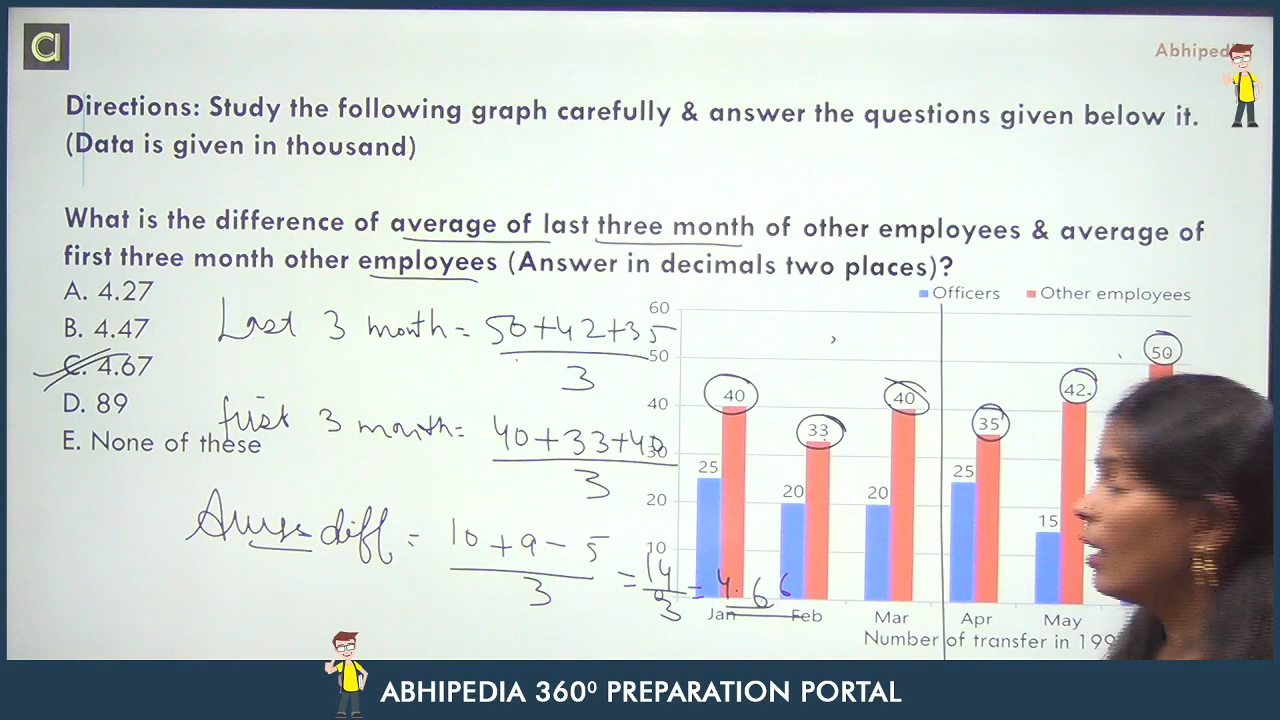 a
Abhiped
Directions: Study the following graph carefully & answer the questions given below it.
(Data is given in thousand)
What is the difference of average of last three month of other employees & average of
first three month other employees (Answer in decimals two places)?
A. 4.27
B. 4.47
C. 4.67
D. 89
E. None of these
Last 3 month = 50+42+35
3
first 3 month = 40+33+40
3
diff = 10+9-5
3
= 14
3
= 4.66
Officers Other employees
60
50
40
30
20
10
25 40
20 33
20 40
25 35
15 42
50
Jan Feb Mar Apr May
Number of transfer in 199
ABHIPEDIA 360⁰ PREPARATION PORTAL